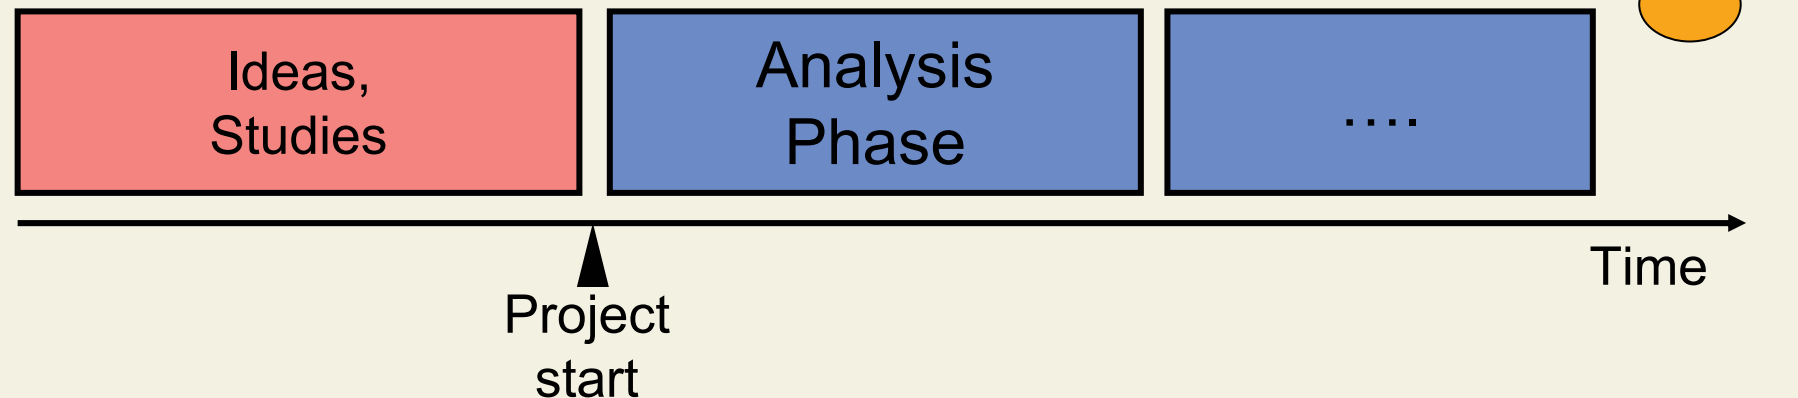 Ideas,
Studies
Analysis
Phase
....
Time
Project
start